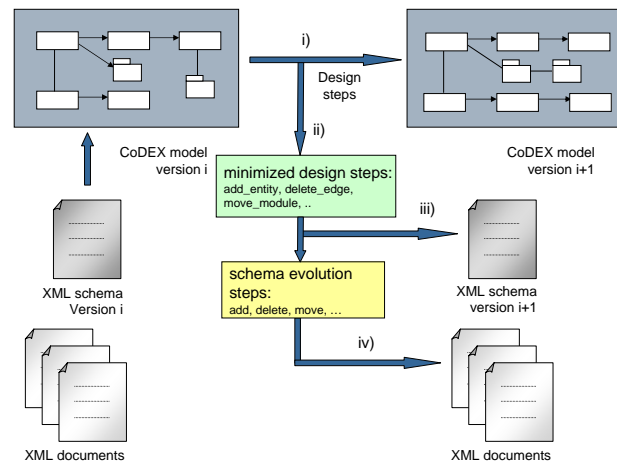 i)
Design
steps
ii)
CoDEX model
version i
CoDEX model
version i+1
minimized design steps:
add_entity, delete_edge,
move_module, ..
iii)
XML schema
Version i
schema evolution
steps:
add, delete, move, …
XML schema
version i+1
iv)
XML documents
XML documents